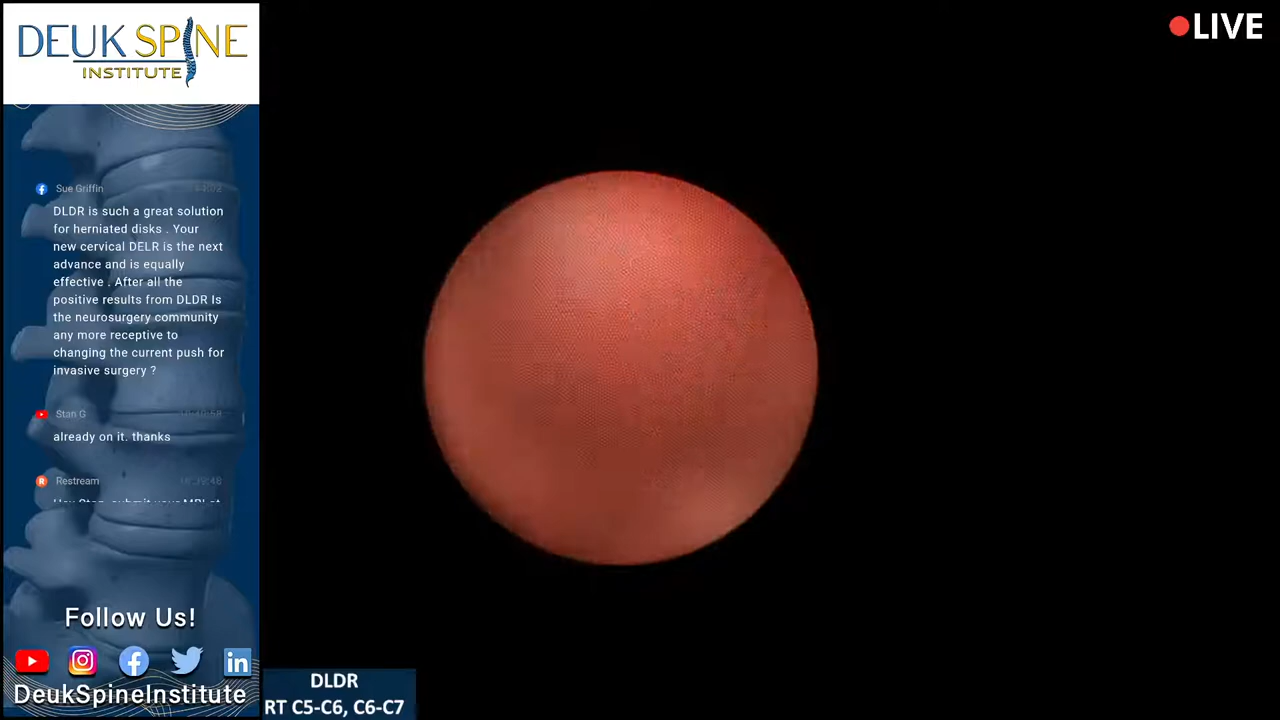 DEUK SPINE
INSTITUTE
LIVE
Sue Griffin
DLDR is such a great solution
for herniated disks . Your
new cervical DELR is the next
advance and is equally
effective . After all the
positive results from DLDR Is
the neurosurgery community
any more receptive to
changing the current push for
invasive surgery ?
Stan G
already on it. thanks
Restream
Follow Us!
DeukSpineInstitute
DLDR
RT C5-C6, C6-C7